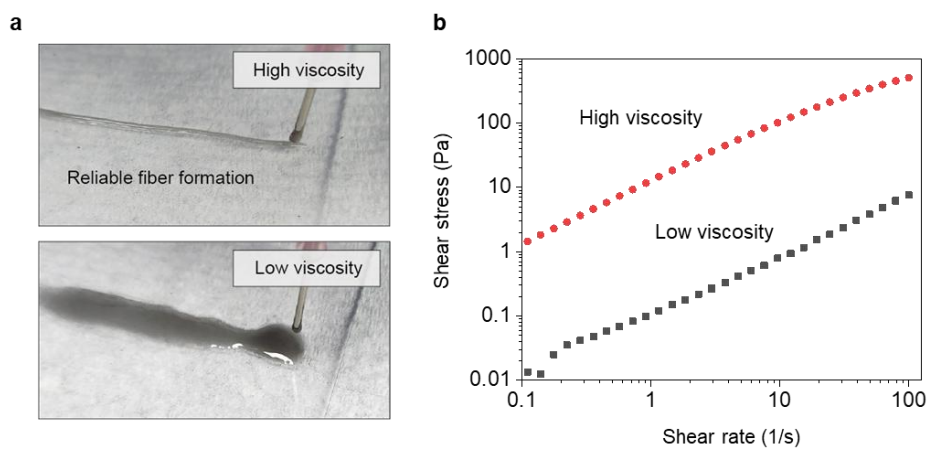 a
High viscosity
Reliable fiber formation
Low viscosity
b
1000
100
10
1
0.1
0.01
Shear stress (Pa)
High viscosity
Low viscosity
0.1
1
10
100
Shear rate (1/s)